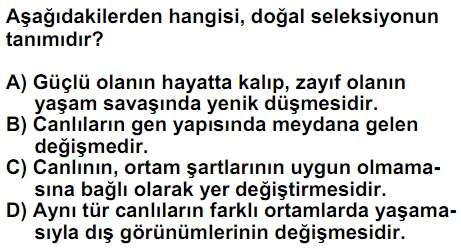 Aşağıdakilerden hangisi, doğal seleksiyonun
tanımıdır?
A) Güçlü olanın hayatta kalıp, zayıf olanın
yaşam savaşında yenik düşmesidir.
B) Canlıların gen yapısında meydana gelen
değişmedir.
C) Canlının, ortam şartlarının uygun olmama-
sına bağlı olarak yer değiştirmesidir.
D) Aynı tür canlıların farklı ortamlarda yaşama-
sıyla dış görünümlerinin değişmesidir.